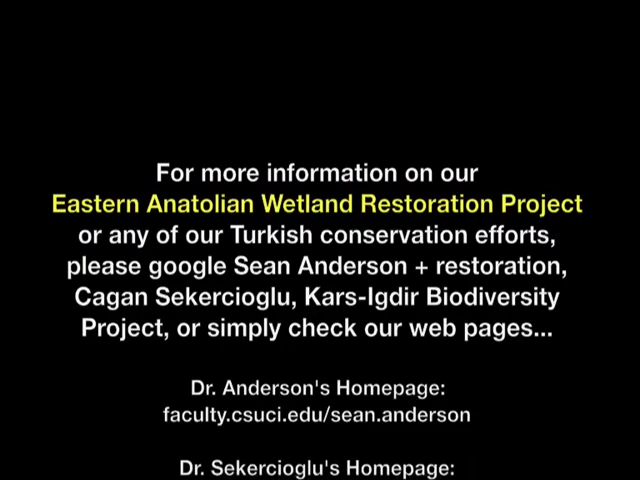 For more information on our
Eastern Anatolian Wetland Restoration Project
or any of our Turkish conservation efforts,
please google Sean Anderson + restoration,
Cagan Sekercioglu, Kars-Igdir Biodiversity
Project, or simply check our web pages...
Dr. Anderson's Homepage:
faculty.csuci.edu/sean.anderson
Dr. Sekercioglu's Homepage: